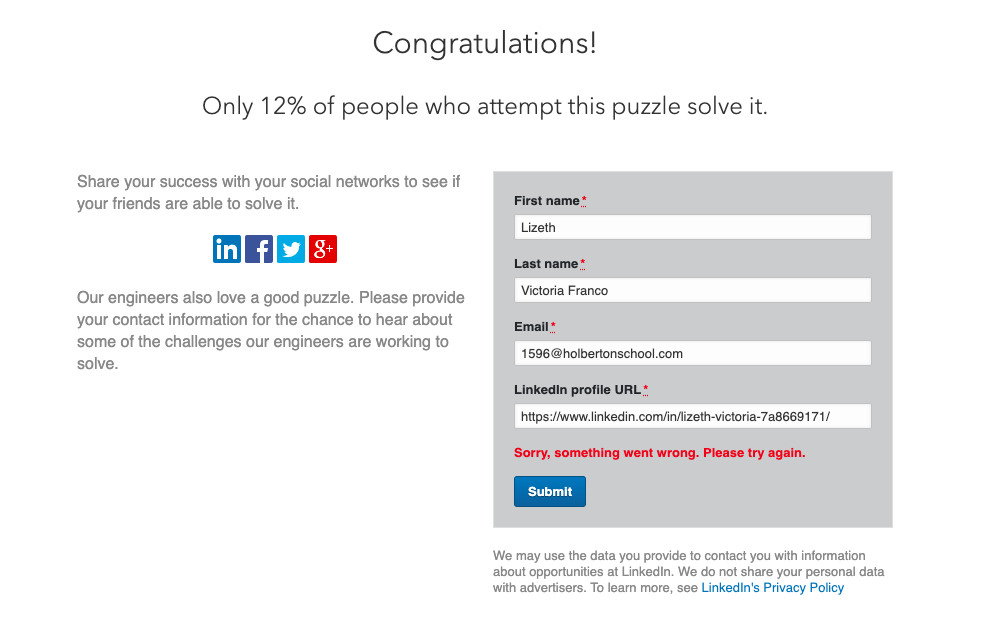 Congratulations!
Only 12% of people who attempt this puzzle solve it.
Share your success with your social networks to see if
your friends are able to solve it.
in f g+
Our engineers also love a good puzzle. Please provide
your contact information for the chance to hear about
some of the challenges our engineers are working to
solve.
First name*
Lizeth
Last name*
Victoria Franco
Email*
1596@holbertonschool.com
LinkedIn profile URL*
https://www.linkedin.com/in/lizeth-victoria-7a8669171/
Sorry, something went wrong. Please try again.
Submit
We may use the data you provide to contact you with information
about opportunities at LinkedIn. We do not share your personal data
with advertisers. To learn more, see LinkedIn's Privacy Policy